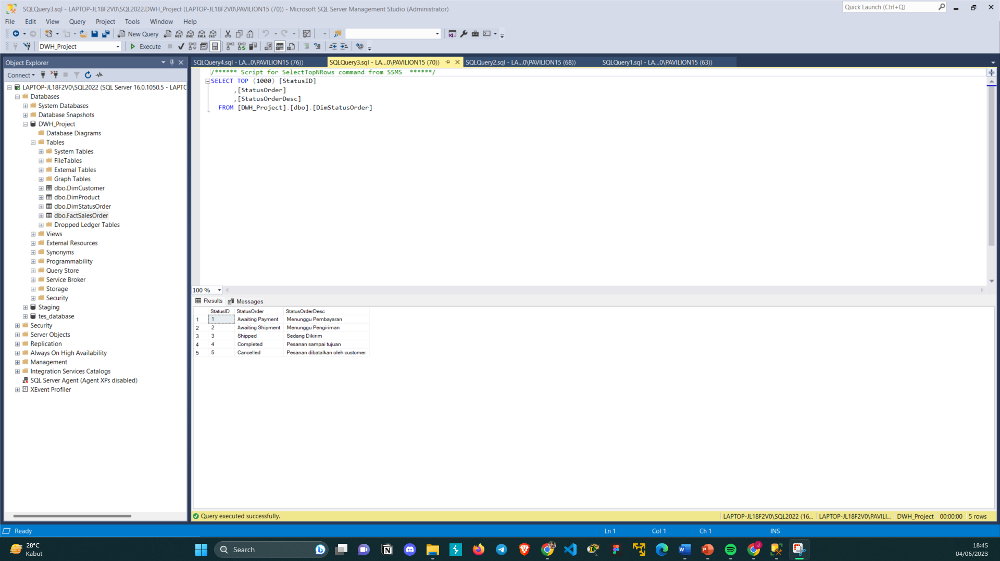 SQLQuery3.sql - LAPTOP-JL18F2V0\SQL2022.DWH_Project (LAPTOP-JL18F2V0\PAVILION15 (70)) - Microsoft SQL Server Management Studio (Administrator)
Quick Launch (Ctrl+Q)
File Edit View Query Project Tools Window Help
New Query
DWH_Project
Execute
Object Explorer
SQLQuery4.sql - LA...0\PAVILION15 (76))
SQLQuery3.sql - LA...0\PAVILION15 (70))
SQLQuery2.sql - LA...0\PAVILION15 (68))
SQLQuery1.sql - LA...0\PAVILION15 (63))
Connect
LAPTOP-JL18F2V0\SQL2022 (SQL Server 16.0.1050.5 - LAPTC
Databases
System Databases
Database Snapshots
DWH_Project
Database Diagrams
Tables
System Tables
FileTables
External Tables
Graph Tables
dbo.DimCustomer
dbo.DimProduct
dbo.DimStatusOrder
dbo.FactSalesOrder
Dropped Ledger Tables
Views
External Resources
Synonyms
Programmability
Query Store
Service Broker
Storage
Security
Staging
tes_database
Security
Server Objects
Replication
Always On High Availability
Management
Integration Services Catalogs
SQL Server Agent (Agent XPs disabled)
XEvent Profiler
/****** Script for SelectTopNRows command from SSMS  ******/
SELECT TOP (1000) [StatusID]
,[StatusOrder]
,[StatusOrderDesc]
FROM [DWH_Project].[dbo].[DimStatusOrder]
100 %
Results Messages
StatusID StatusOrder StatusOrderDesc
1 1 Awaiting Payment Menunggu Pembayaran
2 2 Awaiting Shipment Menunggu Pengiriman
3 3 Shipped Sedang Dikirim
4 4 Completed Pesanan sampai tujuan
5 5 Cancelled Pesanan dibatalkan oleh customer
Query executed successfully.
LAPTOP-JL18F2V0\SQL2022 (16... LAPTOP-JL18F2V0\PAVILI... DWH_Project 00:00:00 5 rows
Ready
Ln 1 Col 1 Ch 1 INS
28°C
Kabut
Search
18:45
04/06/2023